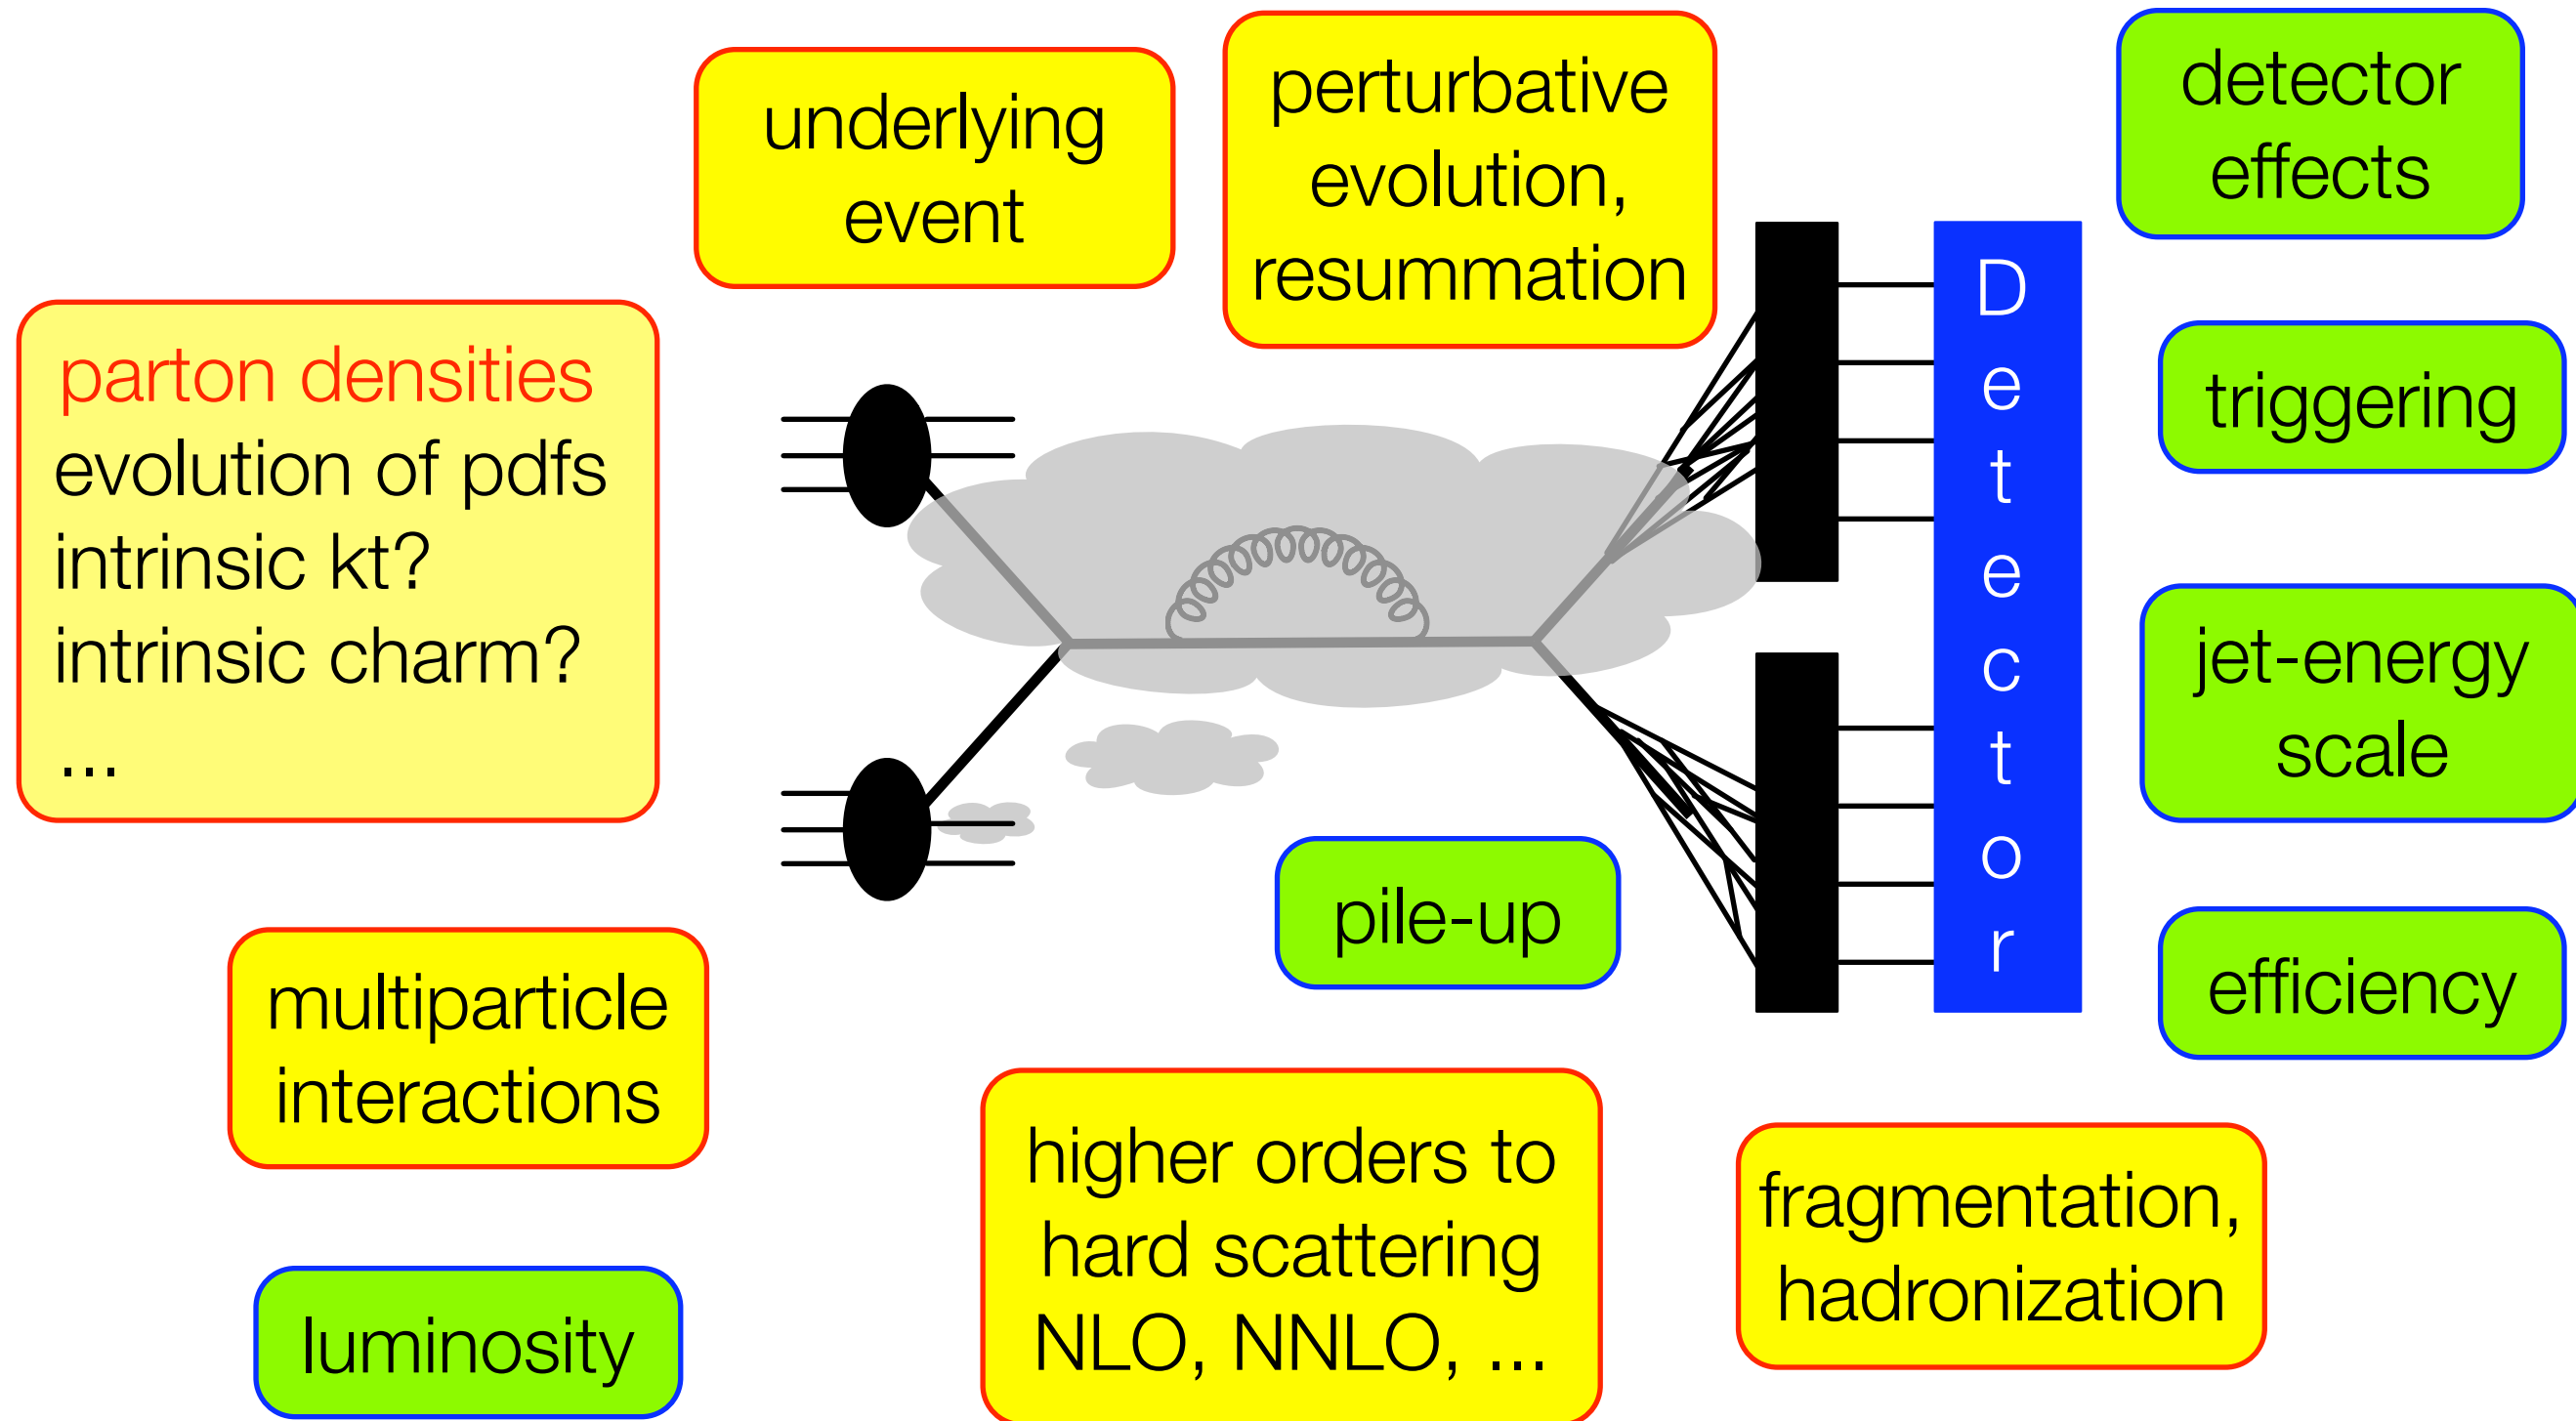 underlying
event
perturbative
evolution,
resummation
detector
effects
parton densities
evolution of pdfs
intrinsic kt?
intrinsic charm?
...
Detector
triggering
jet-energy
scale
pile-up
efficiency
multiparticle
interactions
higher orders to
hard scattering
NLO, NNLO, ...
fragmentation,
hadronization
luminosity